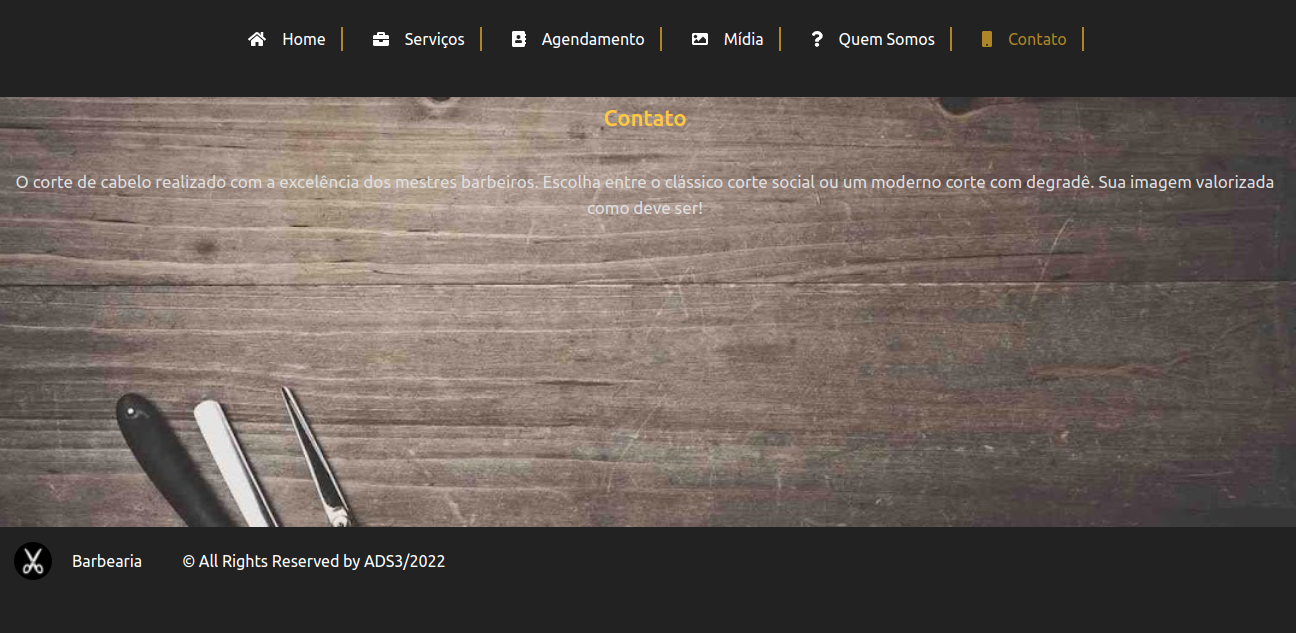 Home Serviços Agendamento Mídia Quem Somos Contato
Contato
O corte de cabelo realizado com a excelência dos mestres barbeiros. Escolha entre o clássico corte social ou um moderno corte com degradê. Sua imagem valorizada
como deve ser!
Barbearia © All Rights Reserved by ADS3/2022